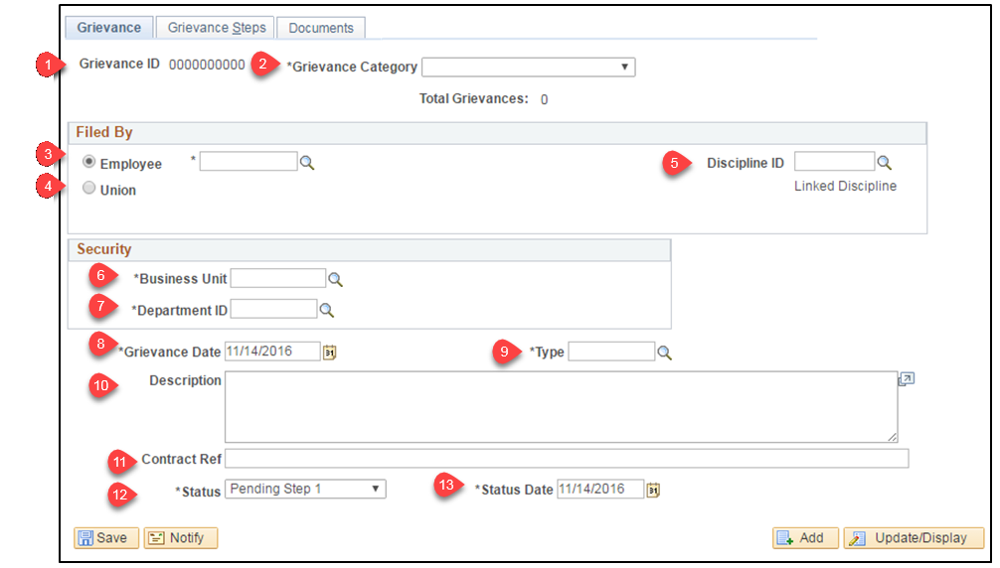 Grievance Grievance Steps Documents
1 Grievance ID 0000000000 2 *Grievance Category
Total Grievances: 0
Filed By
3 Employee * 5 Discipline ID
4 Union Linked Discipline
Security
6 *Business Unit
7 *Department ID
8 *Grievance Date 11/14/2016 31 9 *Type
10 Description
11 Contract Ref
12 *Status Pending Step 1 13 *Status Date 11/14/2016 31
Save Notify Add Update/Display